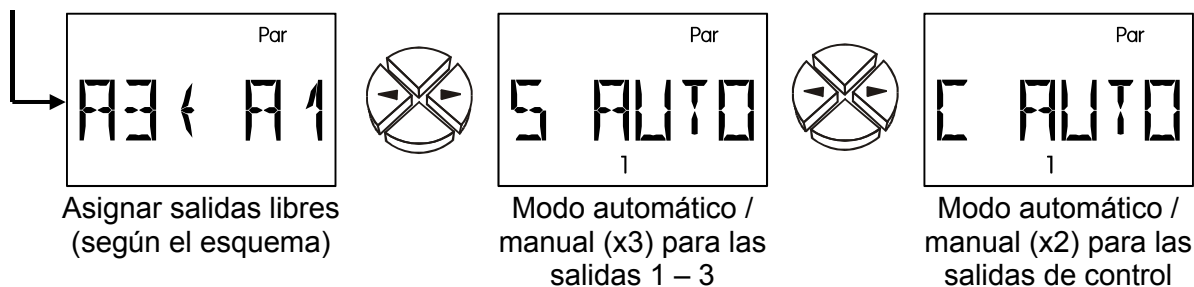 Par
A3 < A1
Asignar salidas libres
(según el esquema)
Par
S AUTO
1
Modo automático /
manual (x3) para las
salidas 1 – 3
Par
C AUTO
1
Modo automático /
manual (x2) para las
salidas de control